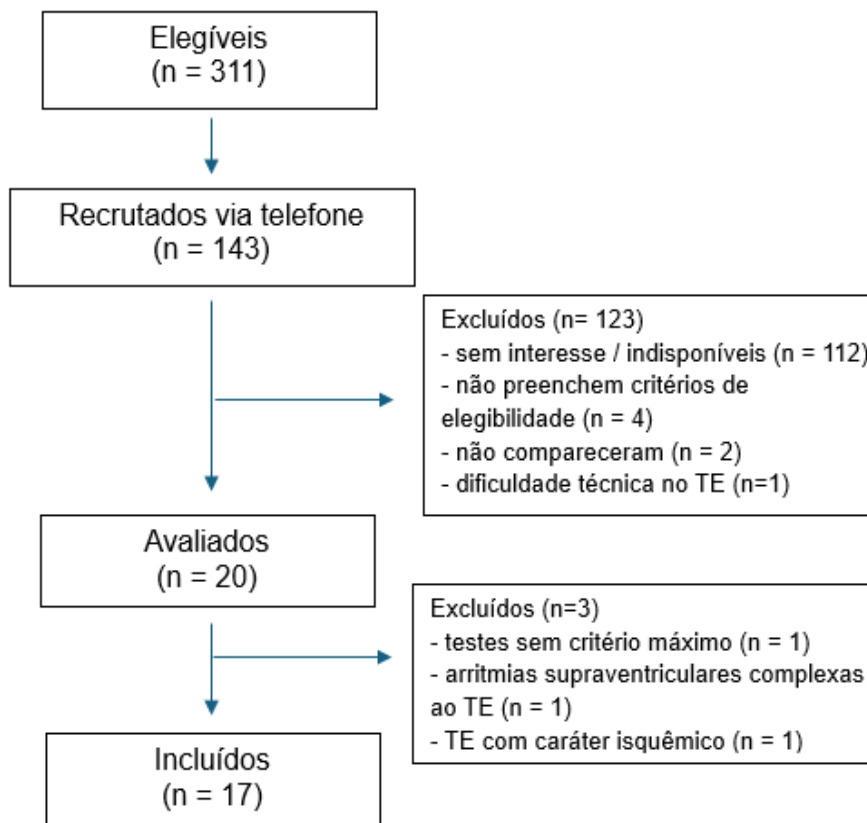 Elegíveis
(n = 311)
Recrutados via telefone
(n = 143)
Excluídos (n= 123)
- sem interesse / indisponíveis (n = 112)
- não preenchem critérios de
elegibilidade (n = 4)
- não compareceram (n = 2)
- dificuldade técnica no TE (n=1)
Avaliados
(n = 20)
Excluídos (n=3)
- testes sem critério máximo (n = 1)
- arritmias supraventriculares complexas
ao TE (n = 1)
- TE com caráter isquêmico (n = 1)
Incluídos
(n = 17)